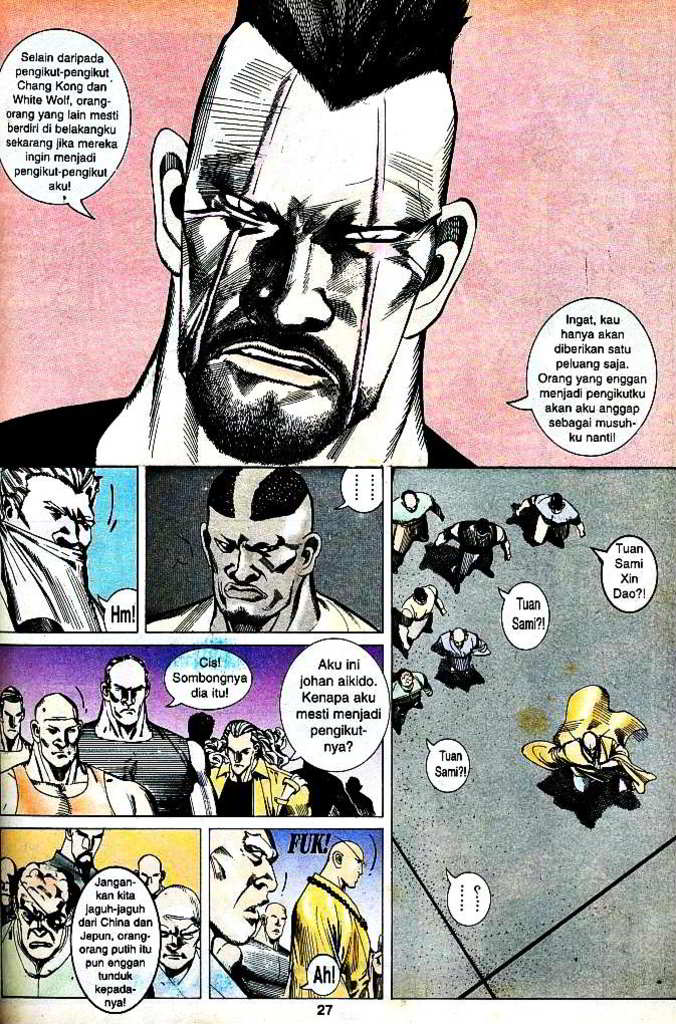 Selain daripada
pengikut-pengikut
Chang Kong dan
White Wolf, orang-
orang yang lain mesti
berdiri di belakangku
sekarang jika mereka
ingin menjadi
pengikut-pengikut
aku!
Ingat, kau
hanya akan
diberikan satu
peluang saja.
Orang yang enggan
menjadi pengikutku
akan aku anggap
sebagai musuh-
ku nanti!
Hm!
Cis!
Sombongnya
dia itu!
Aku ini
johan aikido.
Kenapa aku
mesti menjadi
pengikut-
nya?
Jangan-
kan kita
jaguh-jaguh
dari China dan
Jepun, orang-
orang putih itu
pun enggan
tunduk
kepada-
nya!
FUK!
Ah!
Tuan
Sami
Xin
Dao?!
Tuan
Sami?!
Tuan
Sami?!
27